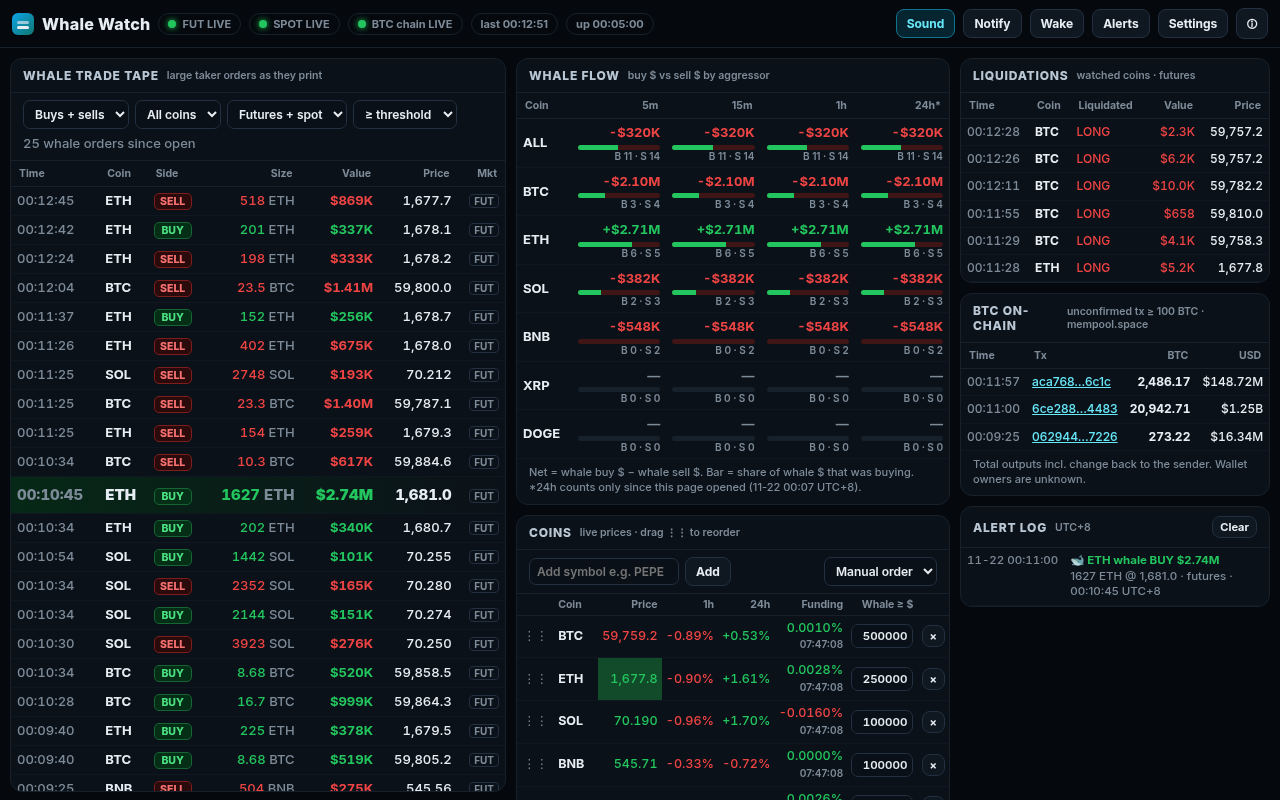 Whale Watch
FUT LIVE
SPOT LIVE
BTC chain LIVE
last 00:12:51
up 00:05:00
Sound
Notify
Wake
Alerts
Settings
WHALE TRADE TAPE large taker orders as they print
Buys + sells
All coins
Futures + spot
≥ threshold
25 whale orders since open
Time Coin Side Size Value Price Mkt
00:12:45 ETH SELL 518 ETH $869K 1,677.7 FUT
00:12:42 ETH BUY 201 ETH $337K 1,678.1 FUT
00:12:24 ETH SELL 198 ETH $333K 1,678.2 FUT
00:12:04 BTC SELL 23.5 BTC $1.41M 59,800.0 FUT
00:11:37 ETH BUY 152 ETH $256K 1,678.7 FUT
00:11:26 ETH SELL 402 ETH $675K 1,678.0 FUT
00:11:25 SOL SELL 2748 SOL $193K 70.212 FUT
00:11:25 BTC SELL 23.3 BTC $1.40M 59,787.1 FUT
00:11:25 ETH SELL 154 ETH $259K 1,679.3 FUT
00:10:34 BTC SELL 10.3 BTC $617K 59,884.6 FUT
00:10:45 ETH BUY 1627 ETH $2.74M 1,681.0 FUT
00:10:34 ETH BUY 202 ETH $340K 1,680.7 FUT
00:10:54 SOL BUY 1442 SOL $101K 70.255 FUT
00:10:34 SOL SELL 2352 SOL $165K 70.280 FUT
00:10:34 SOL BUY 2144 SOL $151K 70.274 FUT
00:10:30 SOL SELL 3923 SOL $276K 70.250 FUT
00:10:34 BTC BUY 8.68 BTC $520K 59,858.5 FUT
00:10:28 BTC BUY 16.7 BTC $999K 59,864.3 FUT
00:09:40 ETH BUY 225 ETH $378K 1,679.5 FUT
00:09:40 BTC BUY 8.68 BTC $519K 59,805.2 FUT
00:09:25 BNB SELL 504 BNB $275K 545.56 FUT
WHALE FLOW buy $ vs sell $ by aggressor
Coin 5m 15m 1h 24h*
ALL -$320K -$320K -$320K -$320K
B 11 · S 14 B 11 · S 14 B 11 · S 14 B 11 · S 14
BTC -$2.10M -$2.10M -$2.10M -$2.10M
B 3 · S 4 B 3 · S 4 B 3 · S 4 B 3 · S 4
ETH +$2.71M +$2.71M +$2.71M +$2.71M
B 6 · S 5 B 6 · S 5 B 6 · S 5 B 6 · S 5
SOL -$382K -$382K -$382K -$382K
B 2 · S 3 B 2 · S 3 B 2 · S 3 B 2 · S 3
BNB -$548K -$548K -$548K -$548K
B 0 · S 2 B 0 · S 2 B 0 · S 2 B 0 · S 2
XRP — — — —
B 0 · S 0 B 0 · S 0 B 0 · S 0 B 0 · S 0
DOGE — — — —
B 0 · S 0 B 0 · S 0 B 0 · S 0 B 0 · S 0
Net = whale buy $ − whale sell $. Bar = share of whale $ that was buying.
*24h counts only since this page opened (11-22 00:07 UTC+8).
COINS live prices · drag ⋮⋮ to reorder
Add symbol e.g. PEPE
Add
Manual order
Coin Price 1h 24h Funding Whale ≥ $
⋮⋮ BTC 59,759.2 -0.89% +0.53% 0.0010% 07:47:08 500000 ×
⋮⋮ ETH 1,677.8 -0.90% +1.61% 0.0028% 07:47:08 250000 ×
⋮⋮ SOL 70.190 -0.96% +1.70% -0.0160% 07:47:08 100000 ×
⋮⋮ BNB 545.71 -0.33% -0.72% 0.0000% 07:47:08 100000 ×
0.0026%
LIQUIDATIONS watched coins · futures
Time Coin Liquidated Value Price
00:12:28 BTC LONG $2.3K 59,757.2
00:12:26 BTC LONG $6.2K 59,757.2
00:12:11 BTC LONG $10.0K 59,782.2
00:11:55 BTC LONG $658 59,810.0
00:11:29 BTC LONG $4.1K 59,758.3
00:11:28 ETH LONG $5.2K 1,677.8
BTC ON-
CHAIN
unconfirmed tx ≥ 100 BTC ·
mempool.space
Time Tx BTC USD
00:11:57 aca768…6c1c 2,486.17 $148.72M
00:11:00 6ce288…4483 20,942.71 $1.25B
00:09:25 062944…7226 273.22 $16.34M
Total outputs incl. change back to the sender. Wallet
owners are unknown.
ALERT LOG UTC+8
Clear
11-22 00:11:00 🐋 ETH whale BUY $2.74M
1627 ETH @ 1,681.0 · futures ·
00:10:45 UTC+8